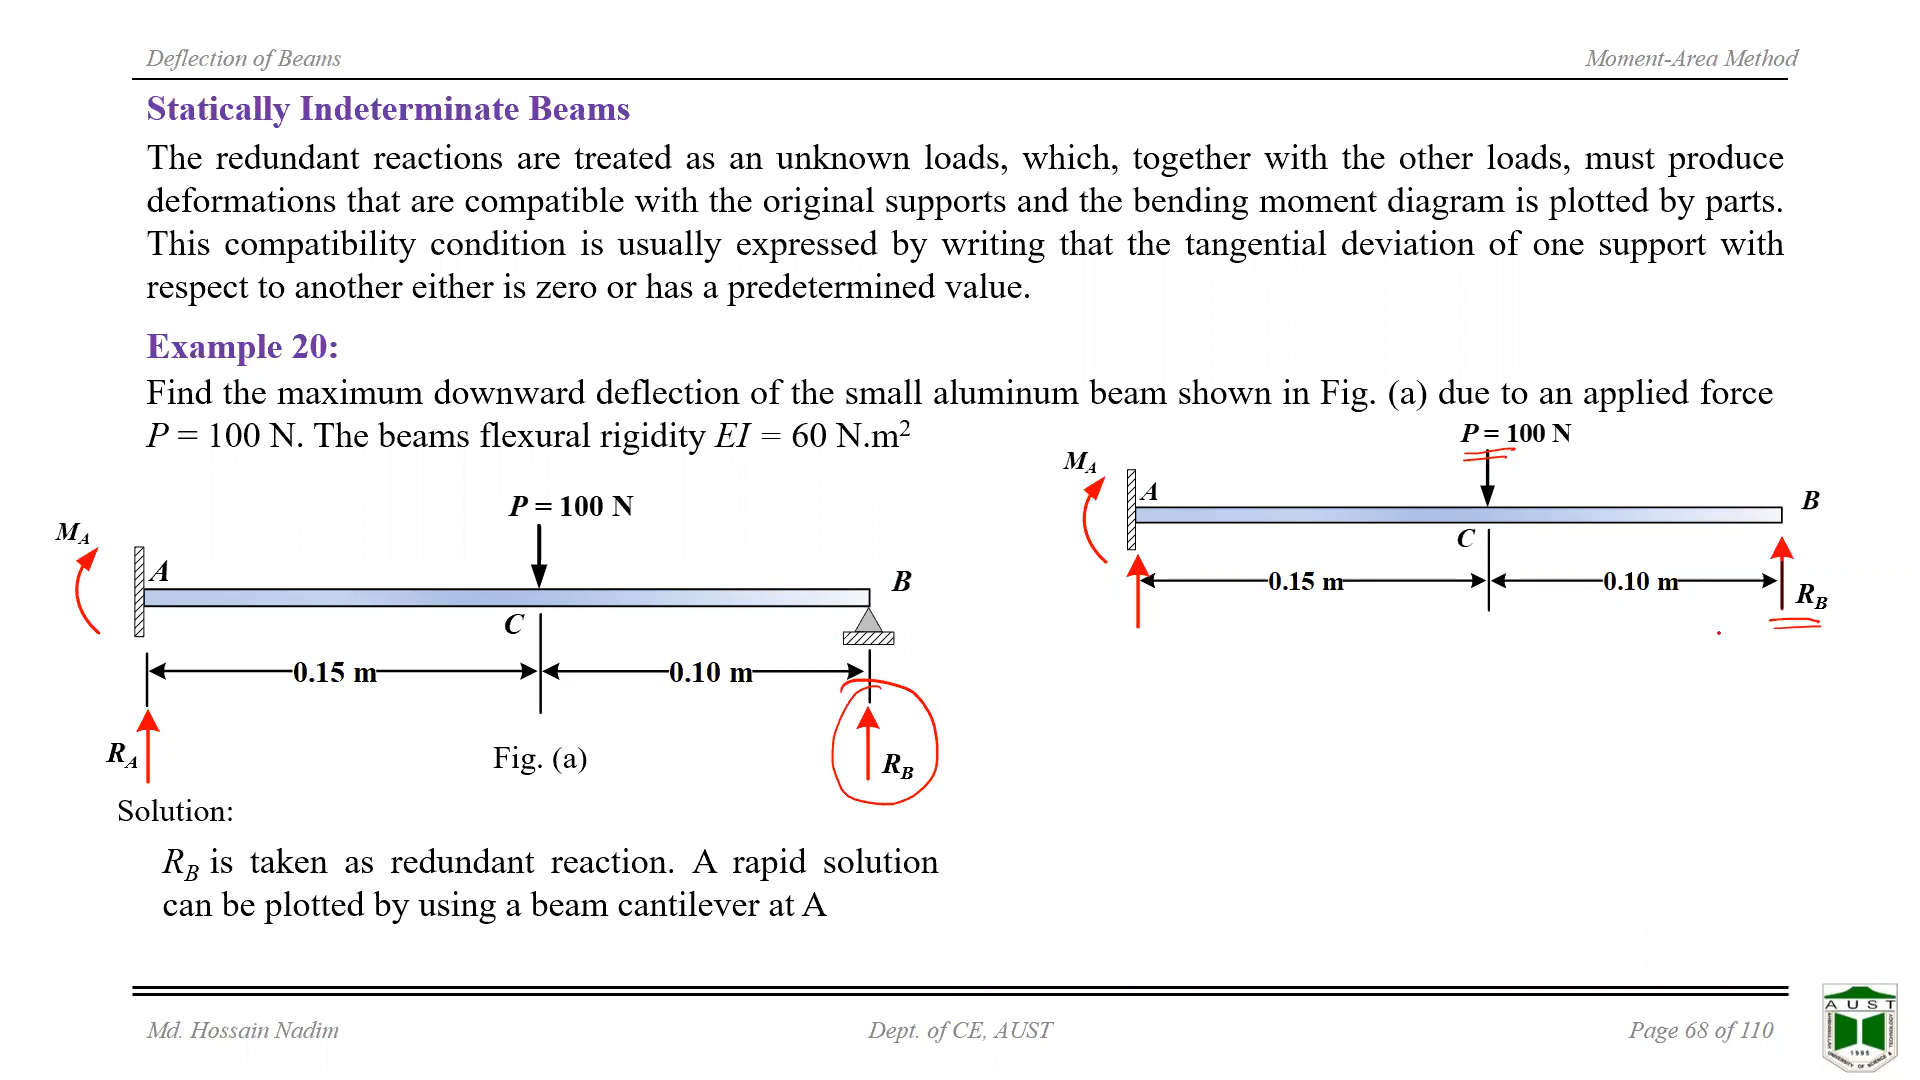 Deflection of Beams
Moment-Area Method
Statically Indeterminate Beams
The redundant reactions are treated as an unknown loads, which, together with the other loads, must produce
deformations that are compatible with the original supports and the bending moment diagram is plotted by parts.
This compatibility condition is usually expressed by writing that the tangential deviation of one support with
respect to another either is zero or has a predetermined value.
Example 20:
Find the maximum downward deflection of the small aluminum beam shown in Fig. (a) due to an applied force
P = 100 N. The beams flexural rigidity EI = 60 N.m²
P = 100 N
M_A
A
B
C
0.15 m
0.10 m
R_A
R_B
Fig. (a)
P = 100 N
M_A
A
B
C
0.15 m
0.10 m
R_B
Solution:
R_B is taken as redundant reaction. A rapid solution
can be plotted by using a beam cantilever at A
Md. Hossain Nadim
Dept. of CE, AUST
Page 68 of 110
AUST